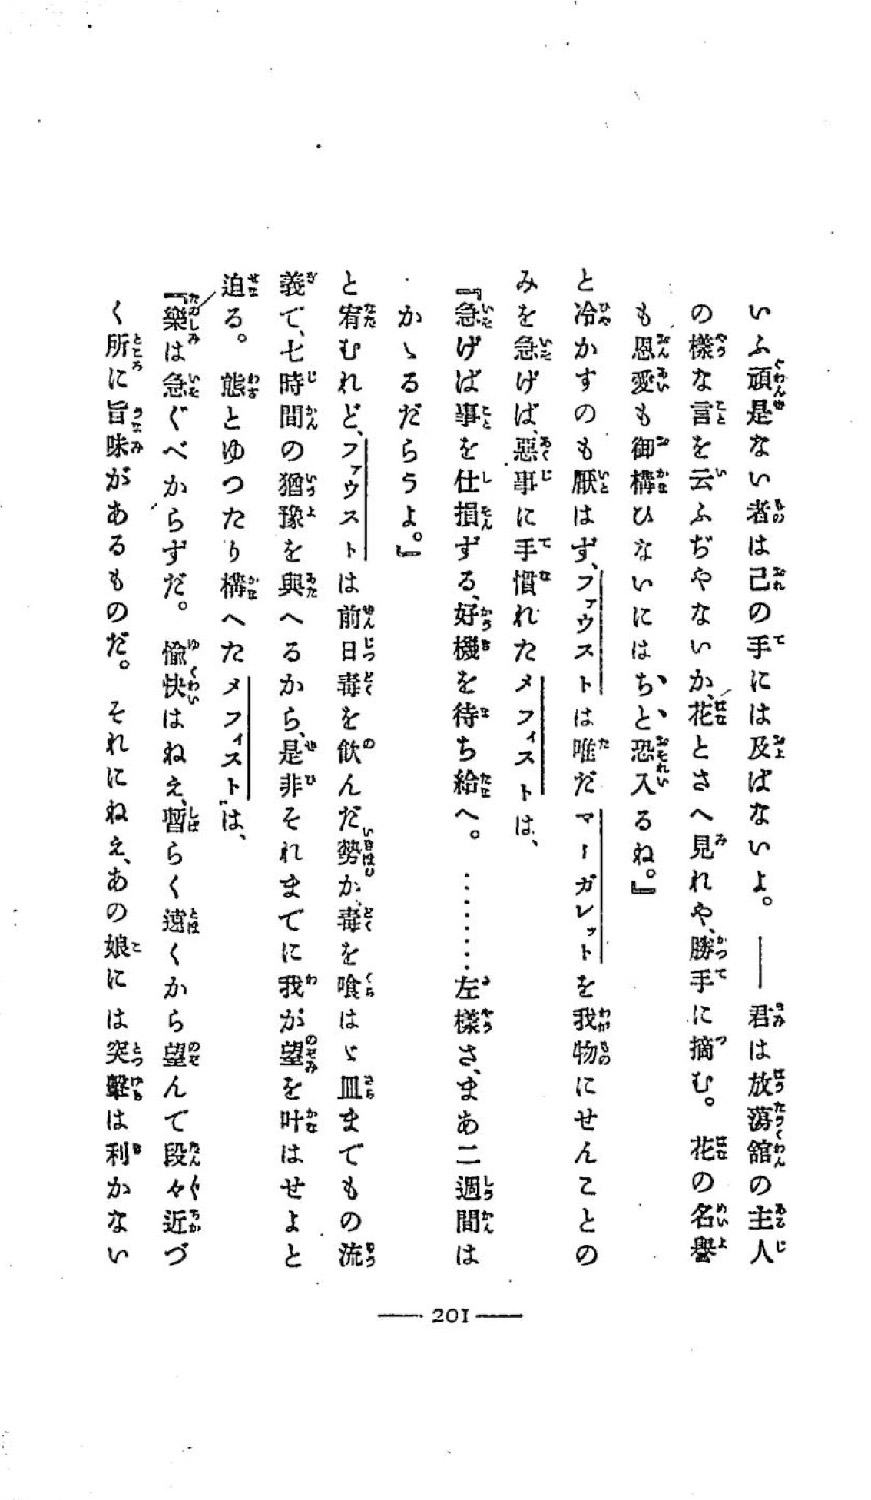 いふ頑是ない者は己の手には及ばないよ。――君は放蕩館の主人
の樣な言を云ふぢやないか、花とさへ見れや、勝手に摘む。花の名譽
も恩愛も御構ひないにはちと恐入るね。』
と冷かすのも厭はず、ファウストは唯だマーガレットを我物にせんことの
みを急げば、惡事に手慣れたメフィストは、
『急げば事を仕損ずる、好機を待ち給へ。………左樣さ、まあ二週間は
かゝるだらうよ。』
と宥むれど、ファウストは前日毒を飮んだ勢か、毒を喰はゞ皿までもの流
義で、七時間の猶豫を與へるから、是非それまでに我が望を叶はせよと
迫る。態とゆつたり構へたメフィストは、
『樂は急ぐべからずだ。愉快はねえ、暫らく遠くから望んで段々近づ
く所に旨味があるものだ。それにねえ、あの娘には突擊は利かない
―― 201 ――